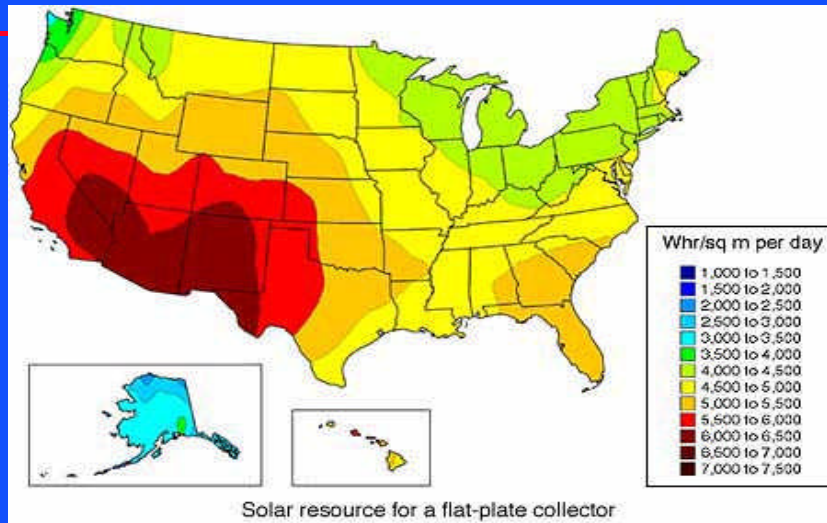 Whr/sq m per day
1,000 to 1,500
1,500 to 2,000
2,000 to 2,500
2,500 to 3,000
3,000 to 3,500
3,500 to 4,000
4,000 to 4,500
4,500 to 5,000
5,000 to 5,500
5,500 to 6,000
6,000 to 6,500
6,500 to 7,000
7,000 to 7,500
Solar resource for a flat-plate collector